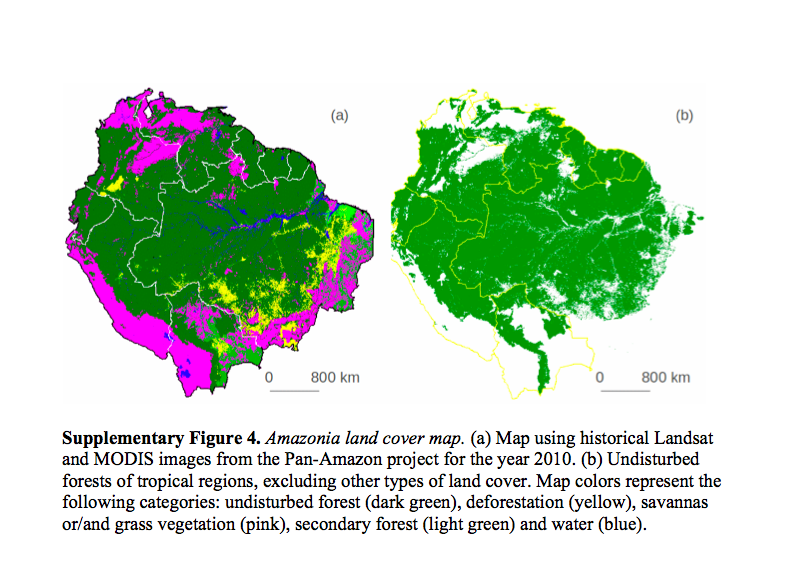 (a)
(b)
0 800 km
0 800 km
Supplementary Figure 4. Amazonia land cover map. (a) Map using historical Landsat
and MODIS images from the Pan-Amazon project for the year 2010. (b) Undisturbed
forests of tropical regions, excluding other types of land cover. Map colors represent the
following categories: undisturbed forest (dark green), deforestation (yellow), savannas
or/and grass vegetation (pink), secondary forest (light green) and water (blue).